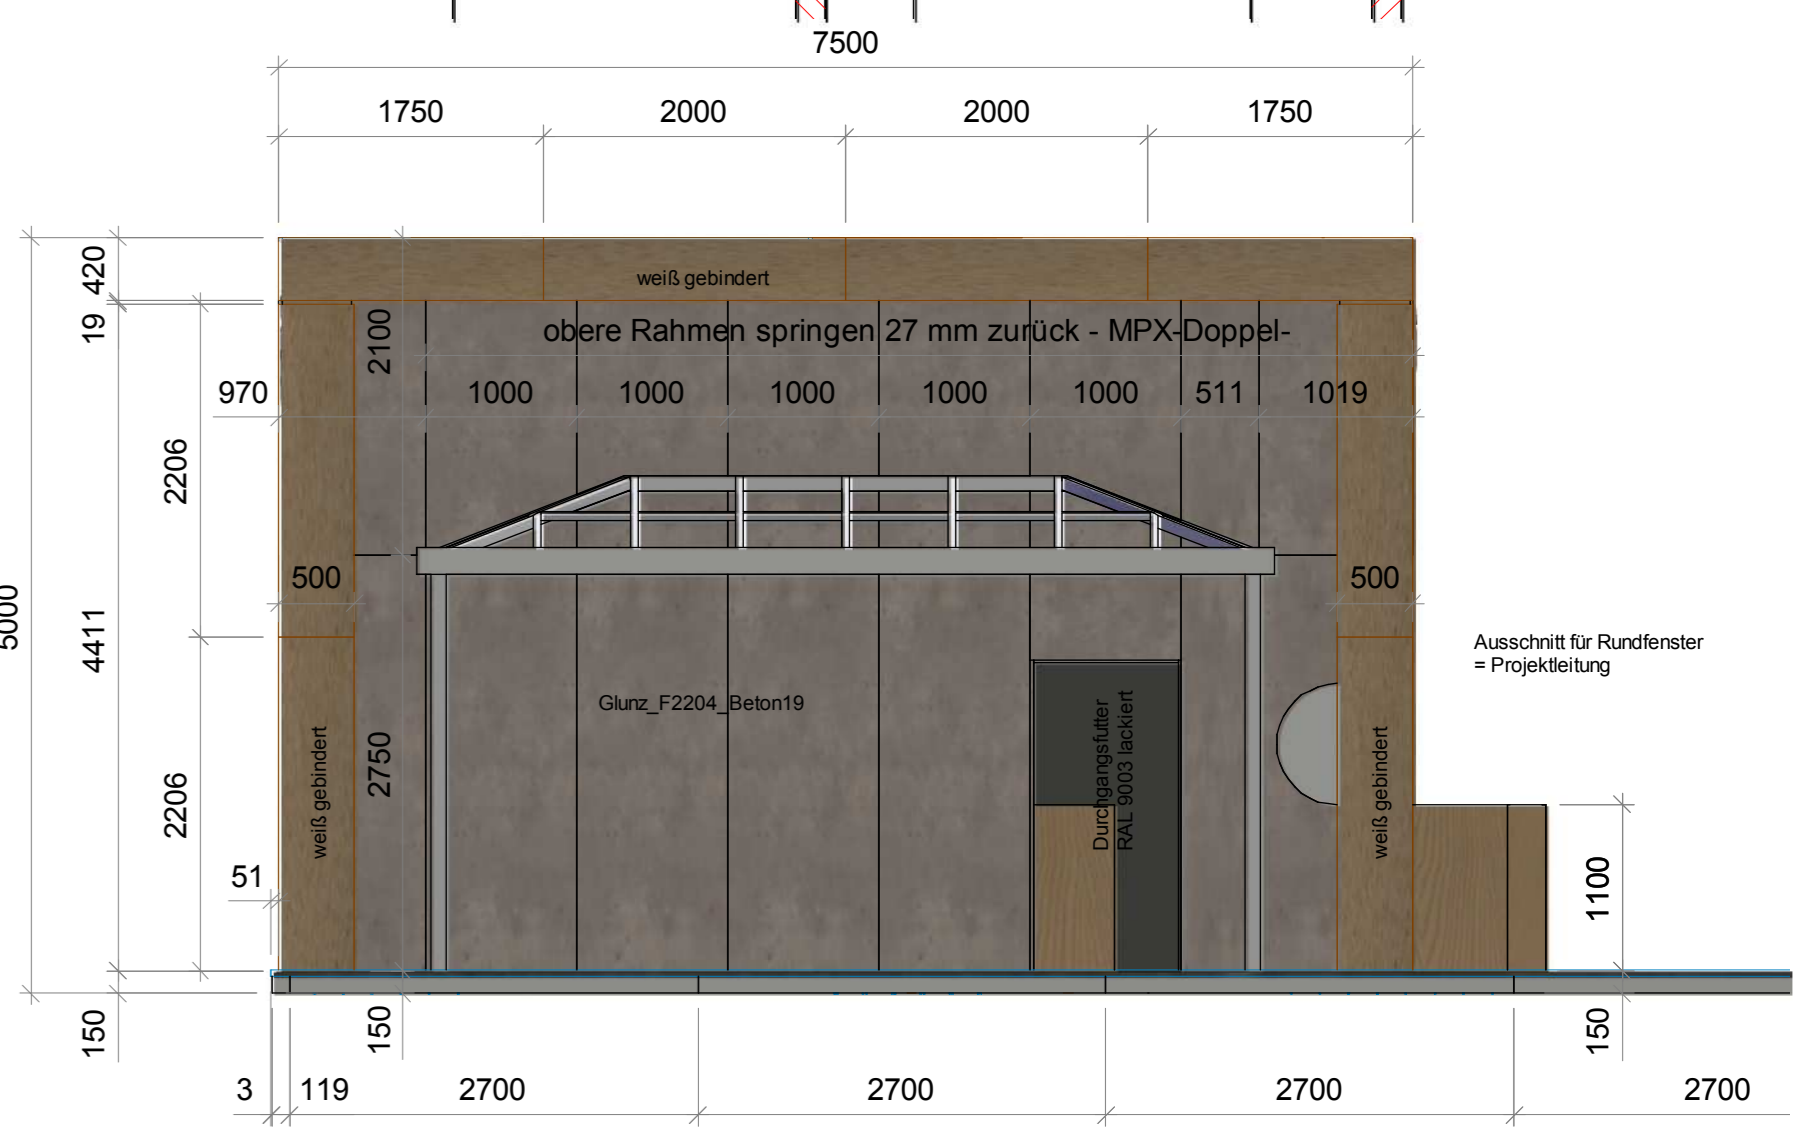 7500
1750 2000 2000 1750
420
weiß gebindert
19
2100
obere Rahmen springen 27 mm zurück - MPX-Doppel-
970 1000 1000 1000 1000 1000 511 1019
2206
500
500
5000
4411
Ausschnitt für Rundfenster
= Projektleitung
Glunz_F2204_Beton19
Durchgangsfutter
RAL 9003 lackiert
weiß gebindert
2750
weiß gebindert
2206
51
1100
150
150
150
3 119 2700 2700 2700 2700